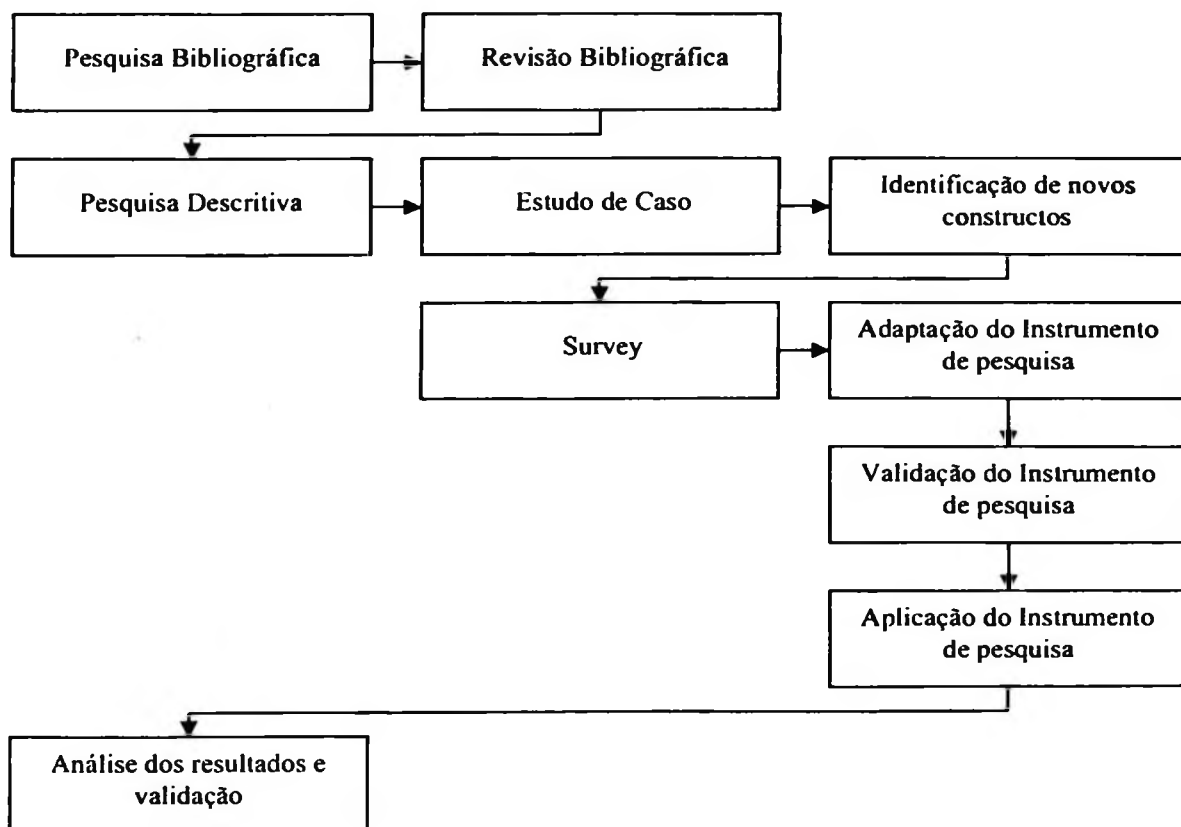 Pesquisa Bibliográfica
Revisão Bibliográfica
Pesquisa Descritiva
Estudo de Caso
Identificação de novos
constructos
Survey
Adaptação do Instrumento
de pesquisa
Validação do Instrumento
de pesquisa
Aplicação do Instrumento
de pesquisa
Análise dos resultados e
validação